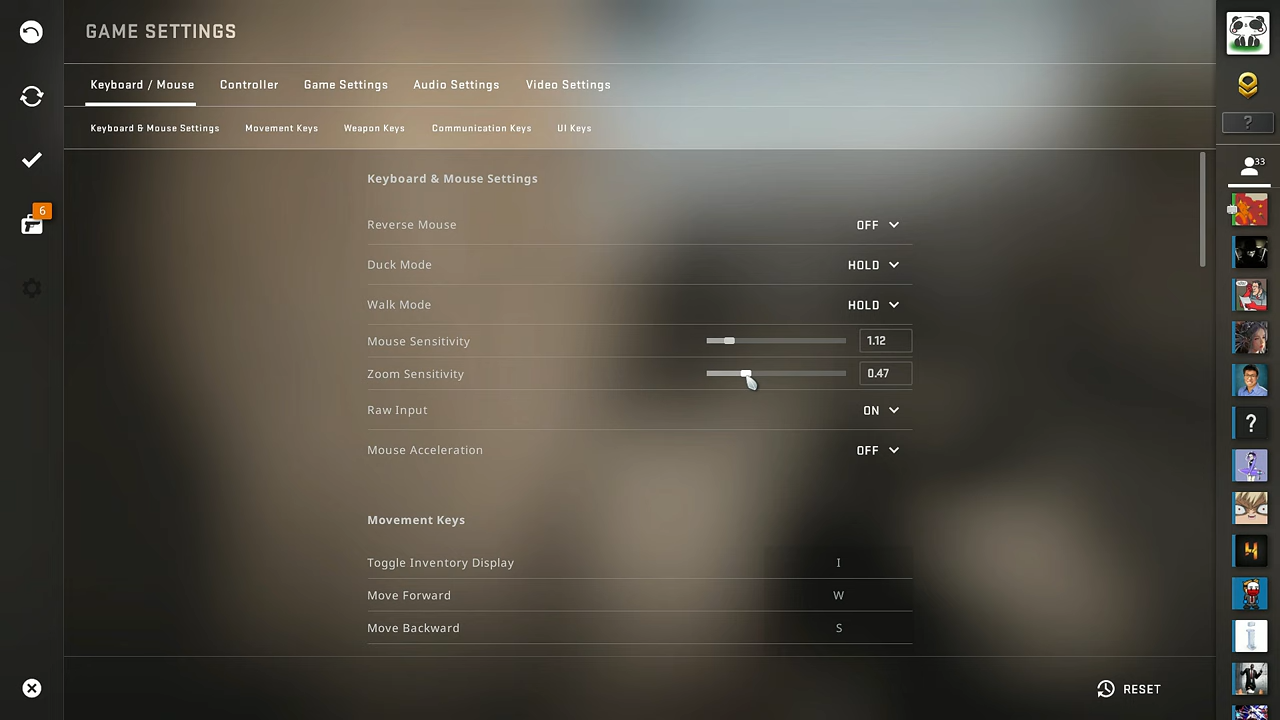 GAME SETTINGS
Keyboard / Mouse Controller Game Settings Audio Settings Video Settings
Keyboard & Mouse Settings Movement Keys Weapon Keys Communication Keys UI Keys
Keyboard & Mouse Settings
Reverse Mouse OFF
Duck Mode HOLD
Walk Mode HOLD
Mouse Sensitivity 1.12
Zoom Sensitivity 0.47
Raw Input ON
Mouse Acceleration OFF
Movement Keys
Toggle Inventory Display I
Move Forward W
Move Backward S
RESET
6
?
33
?
4
i